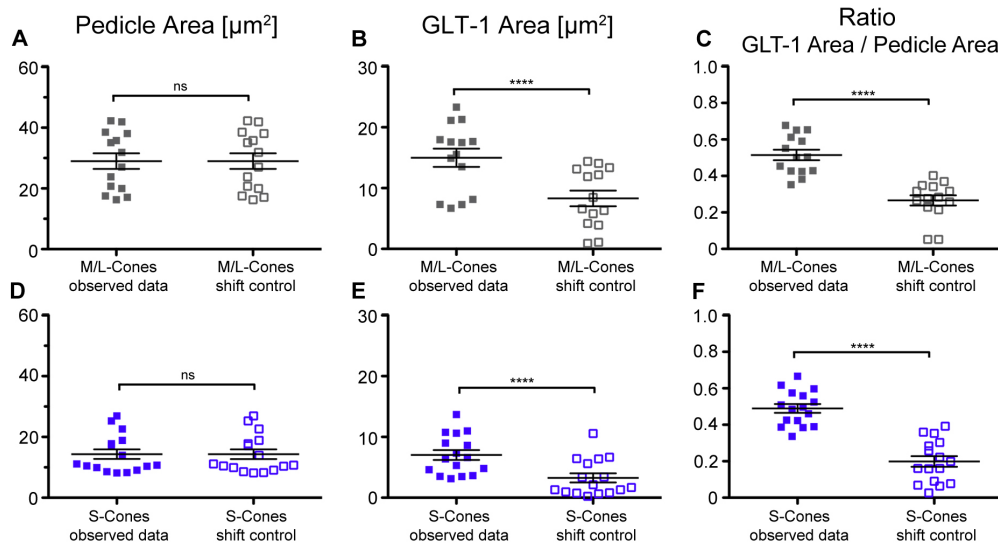 Pedicle Area [µm²]
GLT-1 Area [µm²]
Ratio
GLT-1 Area / Pedicle Area
A
B
C
60
40
20
0
ns
M/L-Cones
observed data
M/L-Cones
shift control
30
20
10
0
****
M/L-Cones
observed data
M/L-Cones
shift control
1.0
0.8
0.6
0.4
0.2
0
****
M/L-Cones
observed data
M/L-Cones
shift control
D
E
F
60
40
20
0
ns
S-Cones
observed data
S-Cones
shift control
30
20
10
0
****
S-Cones
observed data
S-Cones
shift control
1.0
0.8
0.6
0.4
0.2
0
****
S-Cones
observed data
S-Cones
shift control